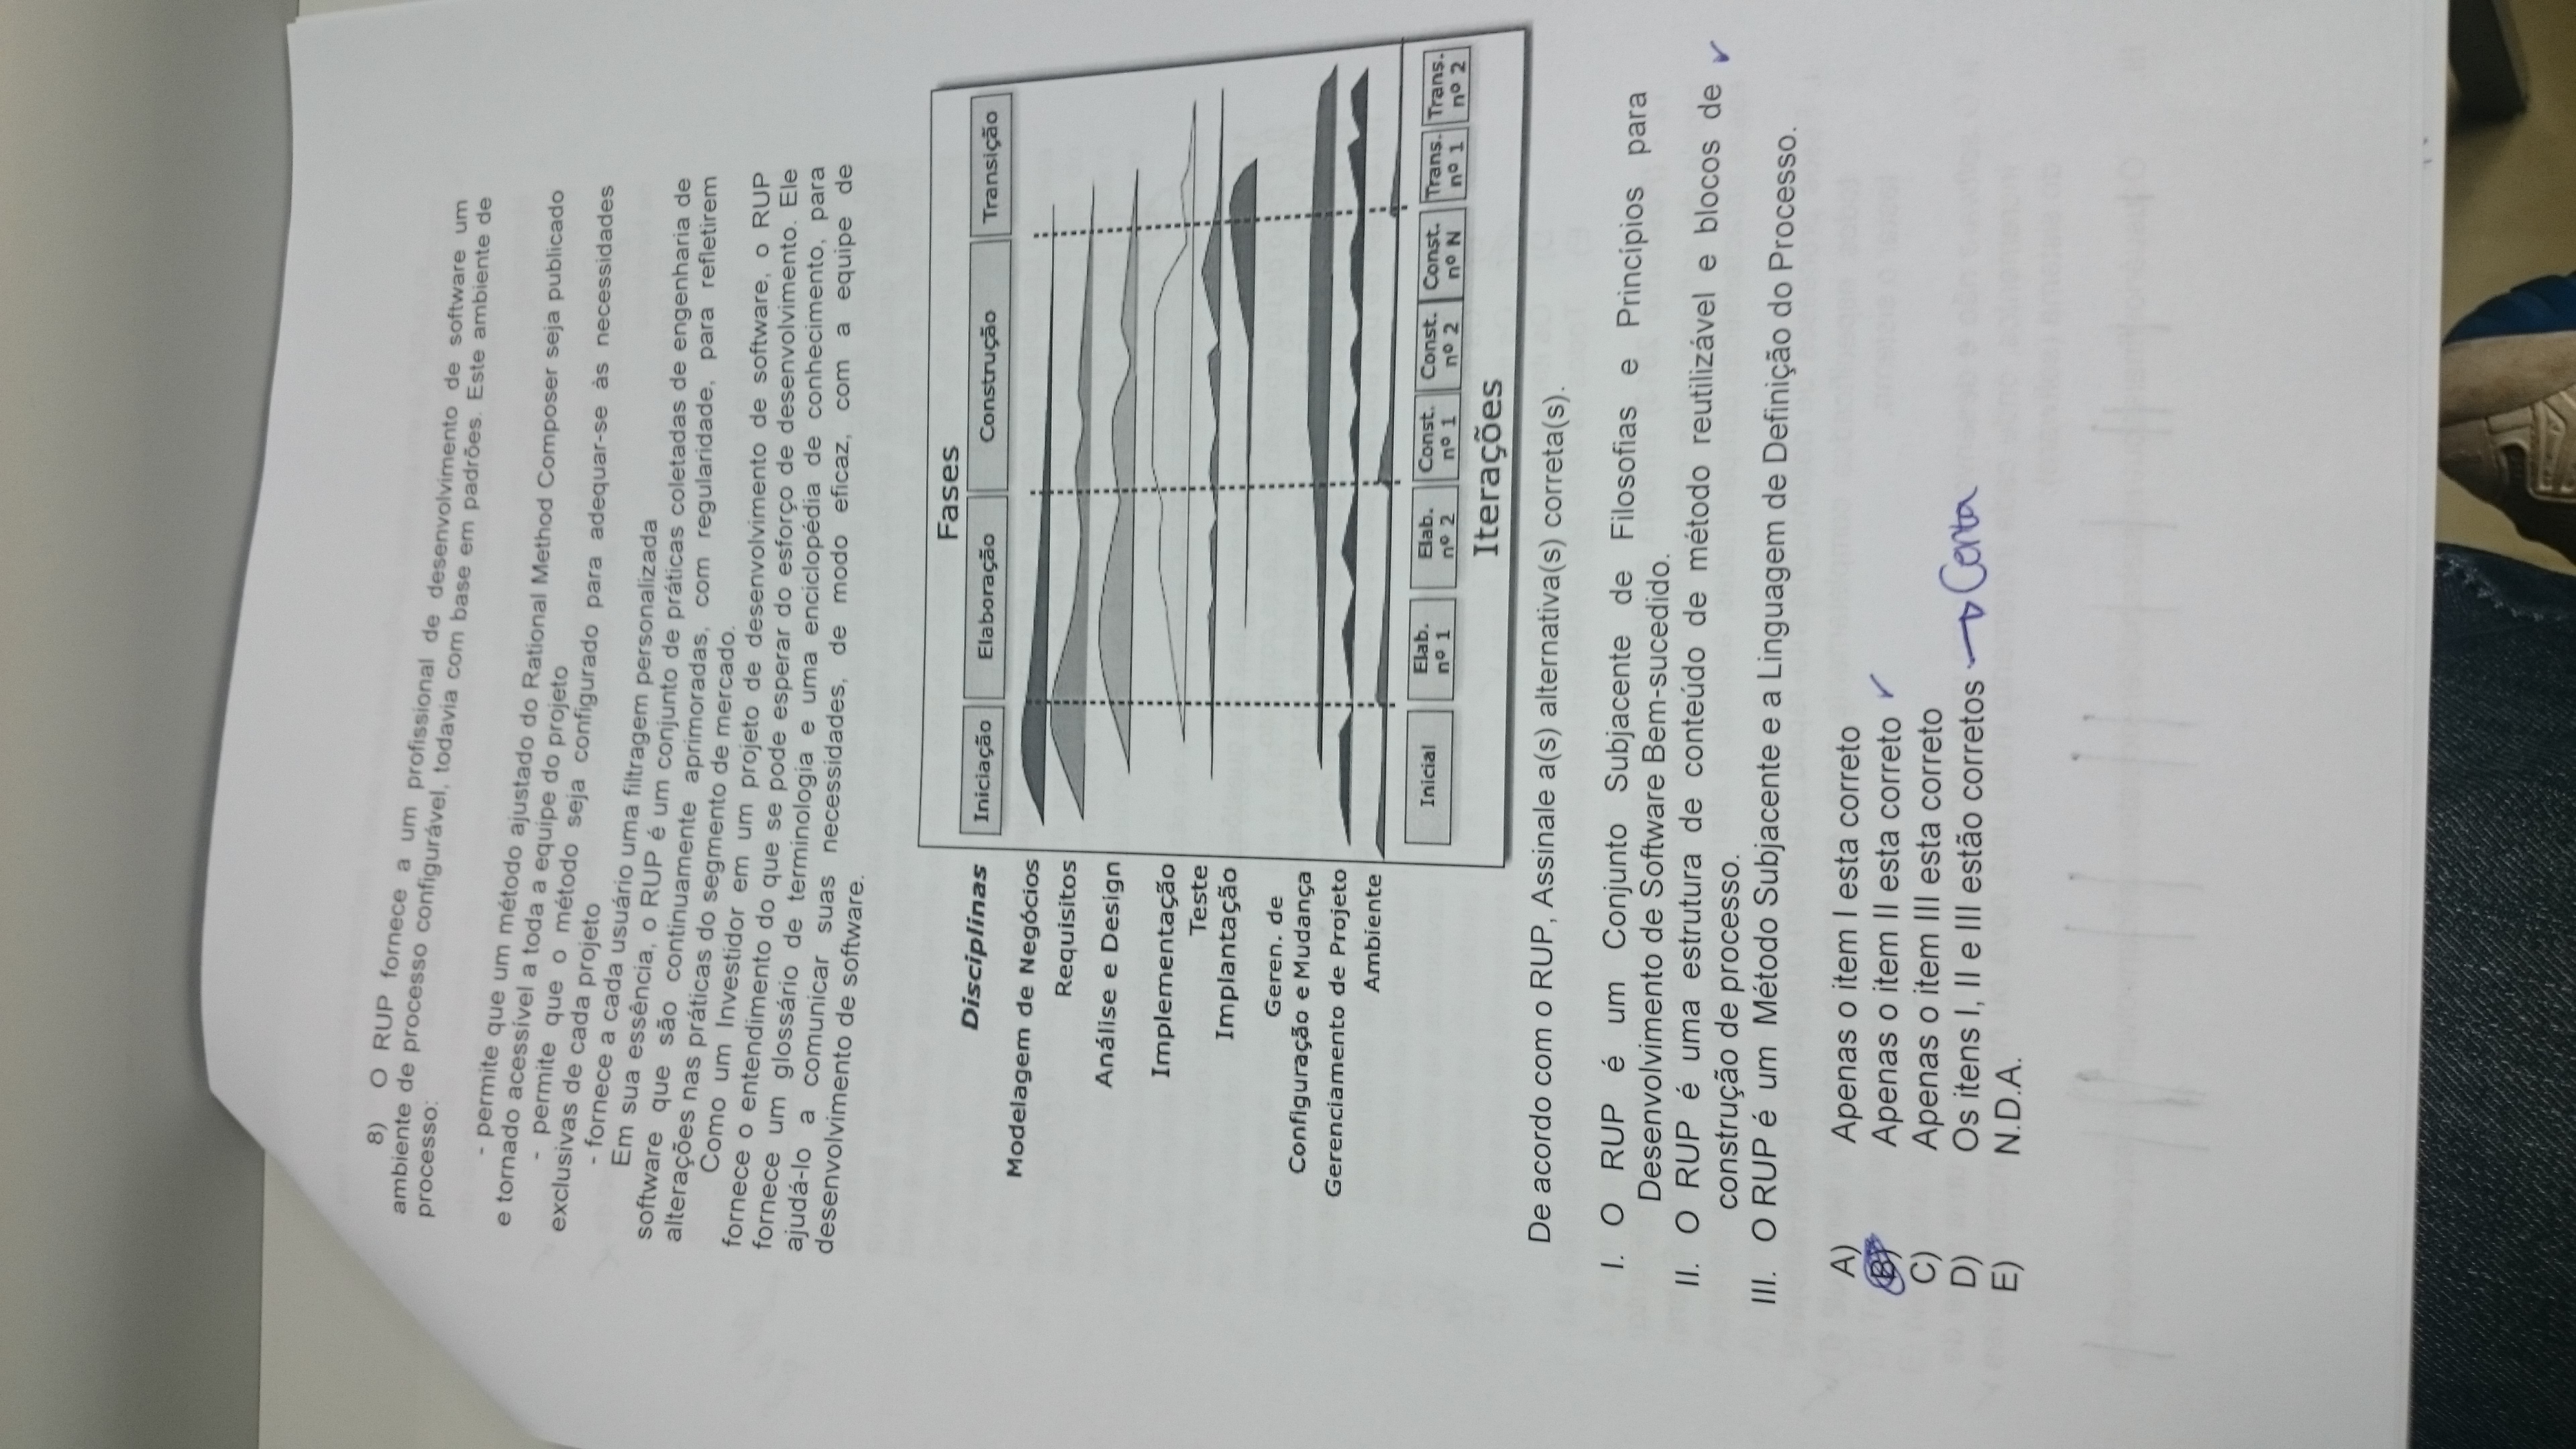 8) O RUP fornece a um profissional de desenvolvimento de software um
ambiente de processo configurável, todavia com base em padrões. Este ambiente de
processo:
- permite que um método ajustado do Rational Method Composer seja publicado
e tornado acessível a toda a equipe do projeto
- permite que o método seja configurado para adequar-se às necessidades
exclusivas de cada projeto
- fornece a cada usuário uma filtragem personalizada
Em sua essência, o RUP é um conjunto de práticas coletadas de engenharia de
software que são continuamente aprimoradas, com regularidade, para refletirem
alterações nas práticas do segmento de mercado.
Como um Investidor em um projeto de desenvolvimento de software, o RUP
fornece o entendimento do que se pode esperar do esforço de desenvolvimento. Ele
fornece um glossário de terminologia e uma enciclopédia de conhecimento, para
ajudá-lo a comunicar suas necessidades, de modo eficaz, com a equipe de
desenvolvimento de software.
Fases
Disciplinas
Iniciação Elaboração Construção Transição
Modelagem de Negócios
Requisitos
Análise e Design
Implementação
Teste
Implantação
Geren. de
Configuração e Mudança
Gerenciamento de Projeto
Ambiente
Inicial Elab. nº 1 Elab. nº 2 Const. nº 1 Const. nº 2 Const. nº N Trans. nº 1 Trans. nº 2
Iterações
De acordo com o RUP, Assinale a(s) alternativa(s) correta(s).
I. O RUP é um Conjunto Subjacente de Filosofias e Princípios para
Desenvolvimento de Software Bem-sucedido.
II. O RUP é uma estrutura de conteúdo de método reutilizável e blocos de
construção de processo.
III. O RUP é um Método Subjacente e a Linguagem de Definição do Processo.
A) Apenas o item I esta correto
B) Apenas o item II esta correto
C) Apenas o item III esta correto
D) Os itens I, II e III estão corretos → Certa
E) N.D.A.